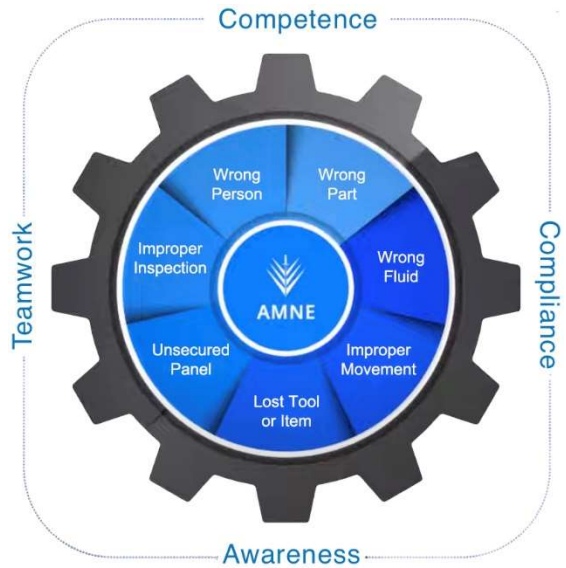 Competence
Wrong
Person
Wrong
Part
Improper
Inspection
Wrong
Fluid
AMNE
Unsecured
Panel
Improper
Movement
Lost Tool
or Item
Teamwork
Compliance
Awareness